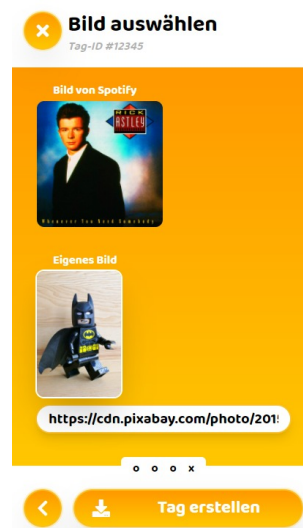 Bild auswählen
Tag-ID #12345
Bild von Spotify
RICK
ASTLEY
Whenever You Need Somebody
Eigenes Bild
https://cdn.pixabay.com/photo/201
o o o x
Tag erstellen